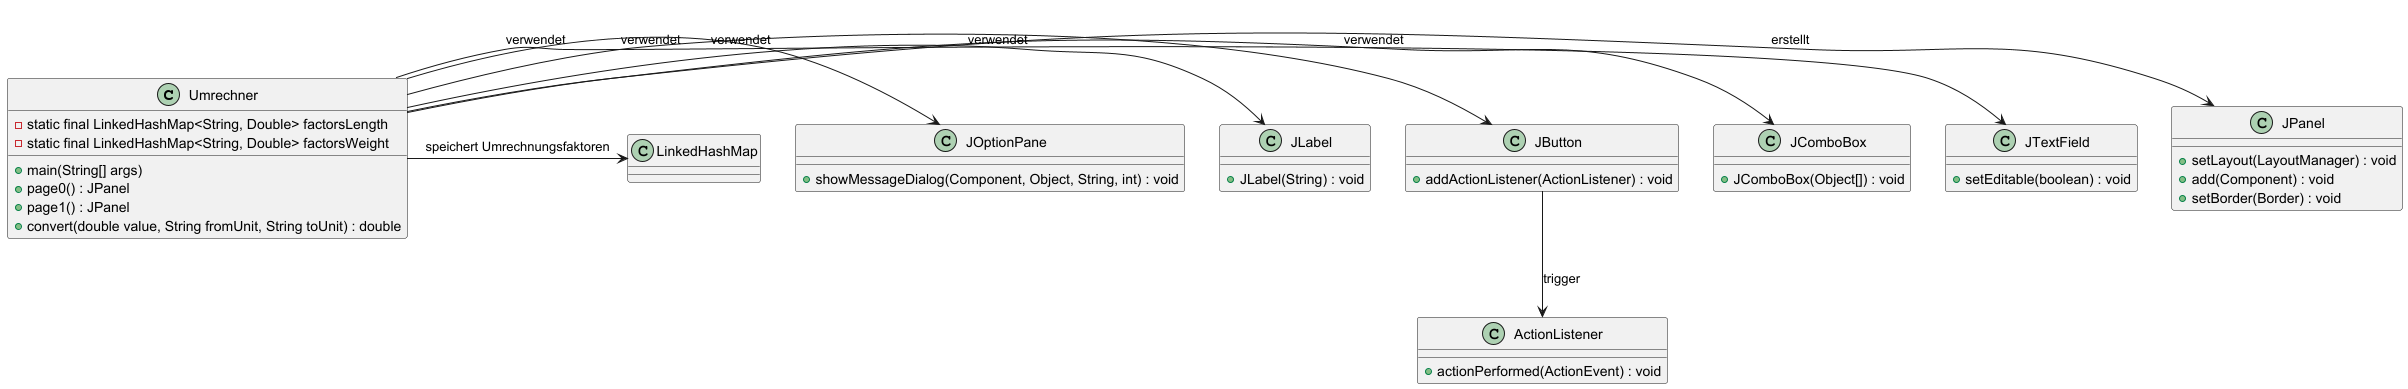 verwendet
verwendet
verwendet
verwendet
verwendet
erstellt
C Umrechner
static final LinkedHashMap<String, Double> factorsLength
static final LinkedHashMap<String, Double> factorsWeight
main(String[] args)
page0() : JPanel
page1() : JPanel
convert(double value, String fromUnit, String toUnit) : double
speichert Umrechnungsfaktoren
C LinkedHashMap
C JOptionPane
showMessageDialog(Component, Object, String, int) : void
C JLabel
JLabel(String) : void
C JButton
addActionListener(ActionListener) : void
C JComboBox
JComboBox(Object[]) : void
C JTextField
setEditable(boolean) : void
C JPanel
setLayout(LayoutManager) : void
add(Component) : void
setBorder(Border) : void
trigger
C ActionListener
actionPerformed(ActionEvent) : void